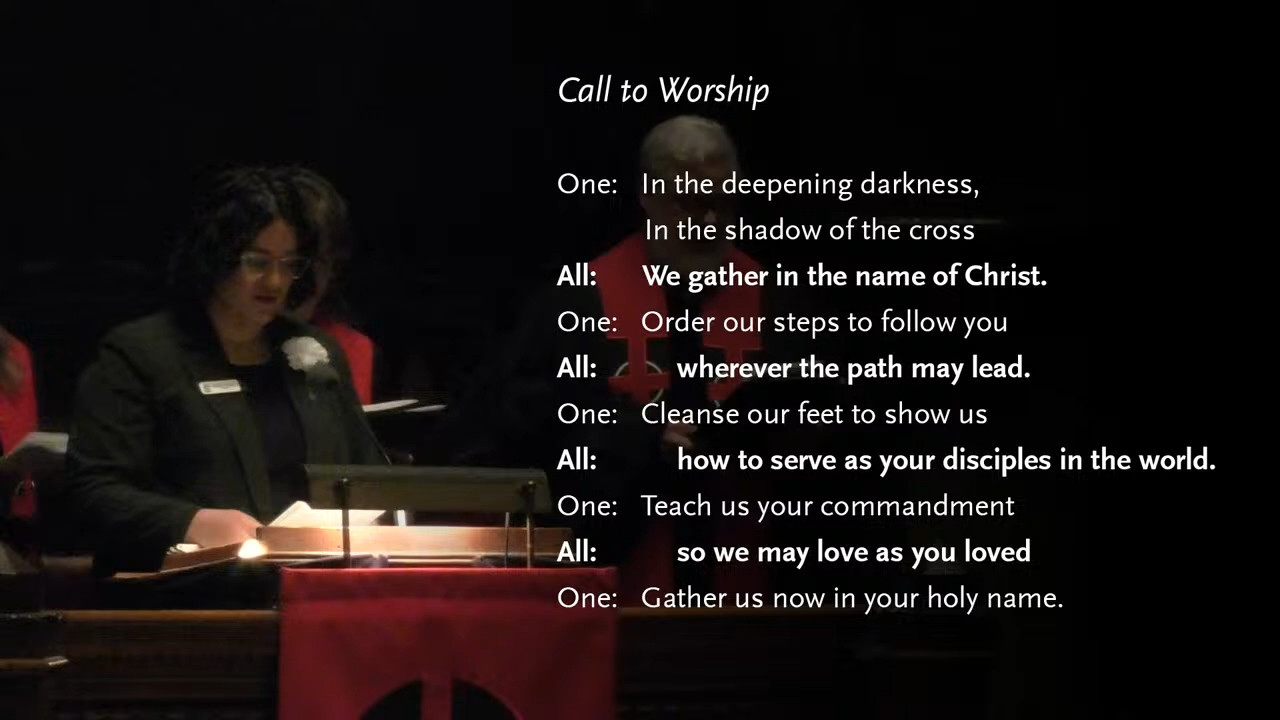 Call to Worship
One: In the deepening darkness,
In the shadow of the cross
All: We gather in the name of Christ.
One: Order our steps to follow you
All: wherever the path may lead.
One: Cleanse our feet to show us
All: how to serve as your disciples in the world.
One: Teach us your commandment
All: so we may love as you loved
One: Gather us now in your holy name.